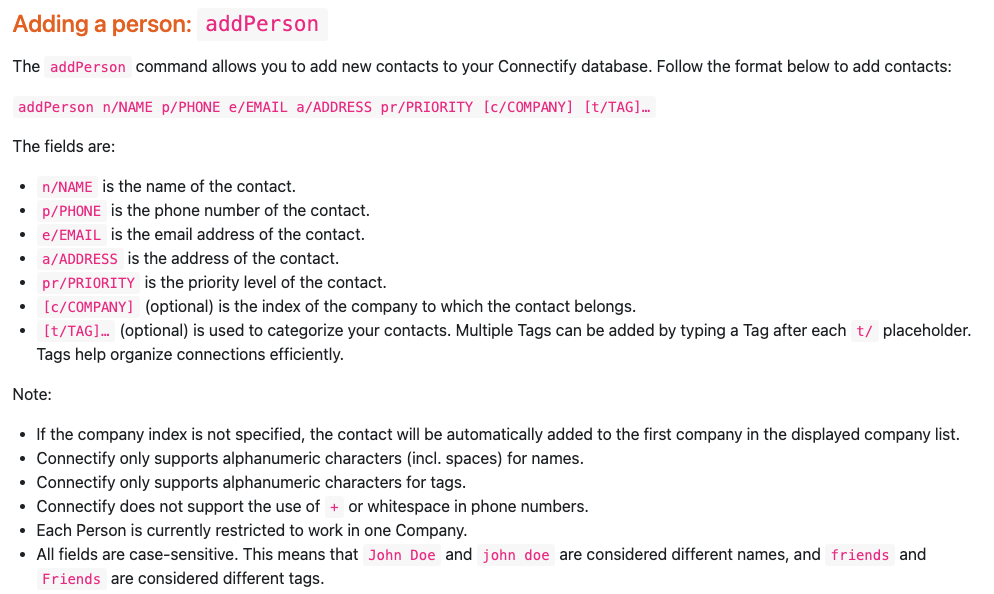 Adding a person: addPerson
The addPerson command allows you to add new contacts to your Connectify database. Follow the format below to add contacts:
addPerson n/NAME p/PHONE e/EMAIL a/ADDRESS pr/PRIORITY [c/COMPANY] [t/TAG]…
The fields are:
• n/NAME is the name of the contact.
• p/PHONE is the phone number of the contact.
• e/EMAIL is the email address of the contact.
• a/ADDRESS is the address of the contact.
• pr/PRIORITY is the priority level of the contact.
• [c/COMPANY] (optional) is the index of the company to which the contact belongs.
• [t/TAG]… (optional) is used to categorize your contacts. Multiple Tags can be added by typing a Tag after each t/ placeholder.
Tags help organize connections efficiently.
Note:
• If the company index is not specified, the contact will be automatically added to the first company in the displayed company list.
• Connectify only supports alphanumeric characters (incl. spaces) for names.
• Connectify only supports alphanumeric characters for tags.
• Connectify does not support the use of + or whitespace in phone numbers.
• Each Person is currently restricted to work in one Company.
• All fields are case-sensitive. This means that John Doe and john doe are considered different names, and friends and
Friends are considered different tags.